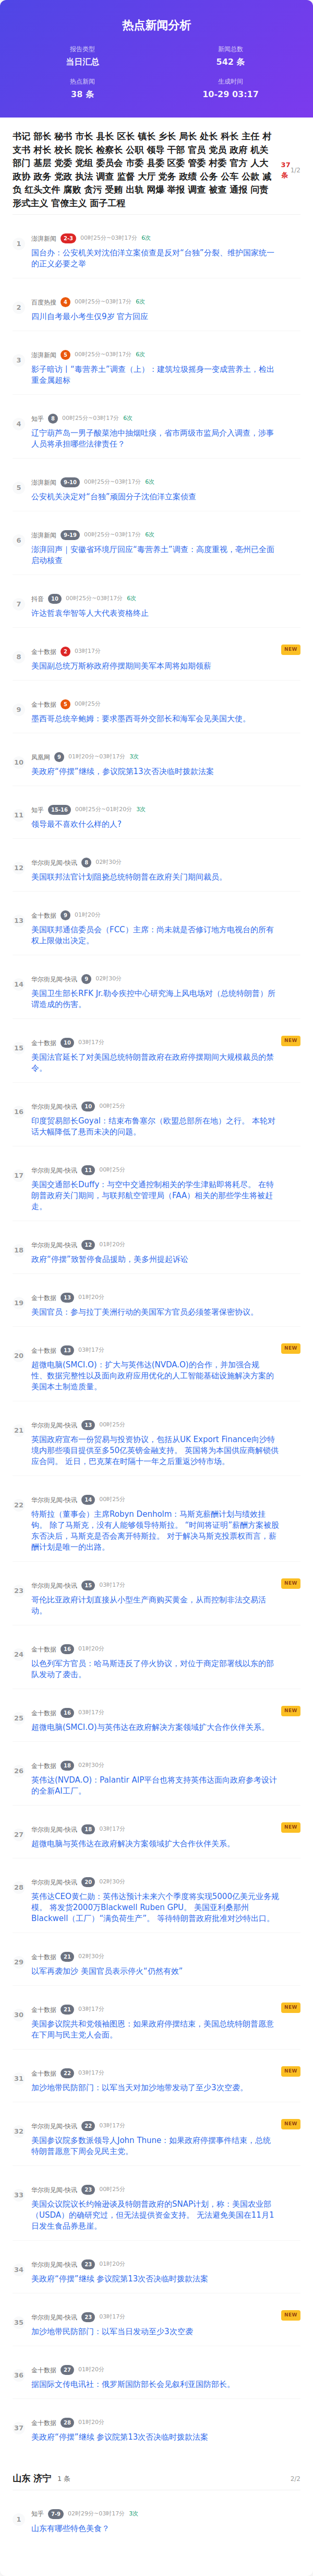 热点新闻分析
报告类型
当日汇总
新闻总数
542 条
热点新闻
38 条
生成时间
10-29 03:17
书记 部长 秘书 市长 县长 区长 镇长 乡长 局长 处长 科长 主任 村
支书 村长 校长 院长 检察长 公职 领导 干部 官员 党员 政府 机关
部门 基层 党委 党组 委员会 市委 县委 区委 管委 村委 官方 人大
政协 政务 党政 执法 调查 监督 大厅 党务 政绩 公务 公车 公款 减
负 红头文件 腐败 贪污 受贿 出轨 网爆 举报 调查 被查 通报 问责
形式主义 官僚主义 面子工程
37
条
1/2
1
澎湃新闻 2-3 00时25分~03时17分 6次
国台办：公安机关对沈伯洋立案侦查是反对“台独”分裂、维护国家统一
的正义必要之举
2
百度热搜 4 00时25分~03时17分 6次
四川自考最小考生仅9岁 官方回应
3
澎湃新闻 5 00时25分~03时17分 6次
影子暗访丨“毒营养土”调查（上）：建筑垃圾摇身一变成营养土，检出
重金属超标
4
知乎 8 00时25分~03时17分 6次
辽宁葫芦岛一男子酸菜池中抽烟吐痰，省市两级市监局介入调查，涉事
人员将承担哪些法律责任？
5
澎湃新闻 9-10 00时25分~03时17分 6次
公安机关决定对“台独”顽固分子沈伯洋立案侦查
6
澎湃新闻 9-19 00时25分~03时17分 6次
澎湃回声｜安徽省环境厅回应“毒营养土”调查：高度重视，亳州已全面
启动核查
7
抖音 10 00时25分~03时17分 6次
许达哲袁华智等人大代表资格终止
8
金十数据 2 03时17分
NEW
美国副总统万斯称政府停摆期间美军本周将如期领薪
9
金十数据 5 00时25分
墨西哥总统辛鲍姆：要求墨西哥外交部长和海军会见美国大使。
10
凤凰网 9 01时20分~03时17分 3次
美政府“停摆”继续，参议院第13次否决临时拨款法案
11
知乎 15-16 00时25分~01时20分 3次
领导最不喜欢什么样的人?
12
华尔街见闻-快讯 8 02时30分
美国联邦法官计划阻挠总统特朗普在政府关门期间裁员。
13
金十数据 9 01时20分
美国联邦通信委员会（FCC）主席：尚未就是否修订地方电视台的所有
权上限做出决定。
14
华尔街见闻-快讯 9 02时30分
美国卫生部长RFK Jr.勒令疾控中心研究海上风电场对（总统特朗普）所
谓造成的伤害。
15
金十数据 10 03时17分
NEW
美国法官延长了对美国总统特朗普政府在政府停摆期间大规模裁员的禁
令。
16
华尔街见闻-快讯 10 00时25分
印度贸易部长Goyal：结束布鲁塞尔（欧盟总部所在地）之行。 本轮对
话大幅降低了悬而未决的问题。
17
华尔街见闻-快讯 11 00时25分
美国交通部长Duffy：与空中交通控制相关的学生津贴即将耗尽。 在特
朗普政府关门期间，与联邦航空管理局（FAA）相关的那些学生将被赶
走。
18
华尔街见闻-快讯 12 01时20分
政府“停摆”致暂停食品援助，美多州提起诉讼
19
金十数据 13 01时20分
美国官员：参与拉丁美洲行动的美国军方官员必须签署保密协议。
20
金十数据 13 03时17分
NEW
超微电脑(SMCI.O)：扩大与英伟达(NVDA.O)的合作，并加强合规
性、数据完整性以及面向政府应用优化的人工智能基础设施解决方案的
美国本土制造质量。
21
华尔街见闻-快讯 13 00时25分
英国政府宣布一份贸易与投资协议，包括从UK Export Finance向沙特
境内那些项目提供至多50亿英镑金融支持。 英国将为本国供应商解锁供
应合同。 近日，巴克莱在时隔十一年之后重返沙特市场。
22
华尔街见闻-快讯 14 00时25分
特斯拉（董事会）主席Robyn Denholm：马斯克薪酬计划与绩效挂
钩。 除了马斯克，没有人能够领导特斯拉。 “时间将证明”薪酬方案被股
东否决后，马斯克是否会离开特斯拉。 对于解决马斯克投票权而言，薪
酬计划是唯一的出路。
23
华尔街见闻-快讯 15 03时17分
NEW
哥伦比亚政府计划直接从小型生产商购买黄金，从而控制非法交易活
动。
24
金十数据 16 01时20分
以色列军方官员：哈马斯违反了停火协议，对位于商定部署线以东的部
队发动了袭击。
25
金十数据 16 03时17分
NEW
超微电脑(SMCI.O)与英伟达在政府解决方案领域扩大合作伙伴关系。
26
金十数据 18 02时30分
英伟达(NVDA.O)：Palantir AIP平台也将支持英伟达面向政府参考设计
的全新AI工厂。
27
华尔街见闻-快讯 18 03时17分
NEW
超微电脑与英伟达在政府解决方案领域扩大合作伙伴关系。
28
华尔街见闻-快讯 20 02时30分
英伟达CEO黄仁勋：英伟达预计未来六个季度将实现5000亿美元业务规
模。 将发货2000万Blackwell Ruben GPU。 美国亚利桑那州
Blackwell（工厂）“满负荷生产”。 等待特朗普政府批准对沙特出口。
29
金十数据 21 02时30分
以军再袭加沙 美国官员表示停火“仍然有效”
30
金十数据 21 03时17分
NEW
美国参议院共和党领袖图恩：如果政府停摆结束，美国总统特朗普愿意
在下周与民主党人会面。
31
金十数据 22 03时17分
NEW
加沙地带民防部门：以军当天对加沙地带发动了至少3次空袭。
32
华尔街见闻-快讯 22 03时17分
NEW
美国参议院多数派领导人John Thune：如果政府停摆事件结束，总统
特朗普愿意下周会见民主党。
33
华尔街见闻-快讯 23 00时25分
美国众议院议长约翰逊谈及特朗普政府的SNAP计划，称：美国农业部
（USDA）的确研究过，但无法提供资金支持。 无法避免美国在11月1
日发生食品券悬崖。
34
华尔街见闻-快讯 23 01时20分
美政府“停摆”继续 参议院第13次否决临时拨款法案
35
华尔街见闻-快讯 23 03时17分
NEW
加沙地带民防部门：以军当日发动至少3次空袭
36
金十数据 27 01时20分
据国际文传电讯社：俄罗斯国防部长会见叙利亚国防部长。
37
金十数据 28 01时20分
美政府“停摆”继续 参议院第13次否决临时拨款法案
山东 济宁 1 条
2/2
1
知乎 7-9 02时29分~03时17分 3次
山东有哪些特色美食？